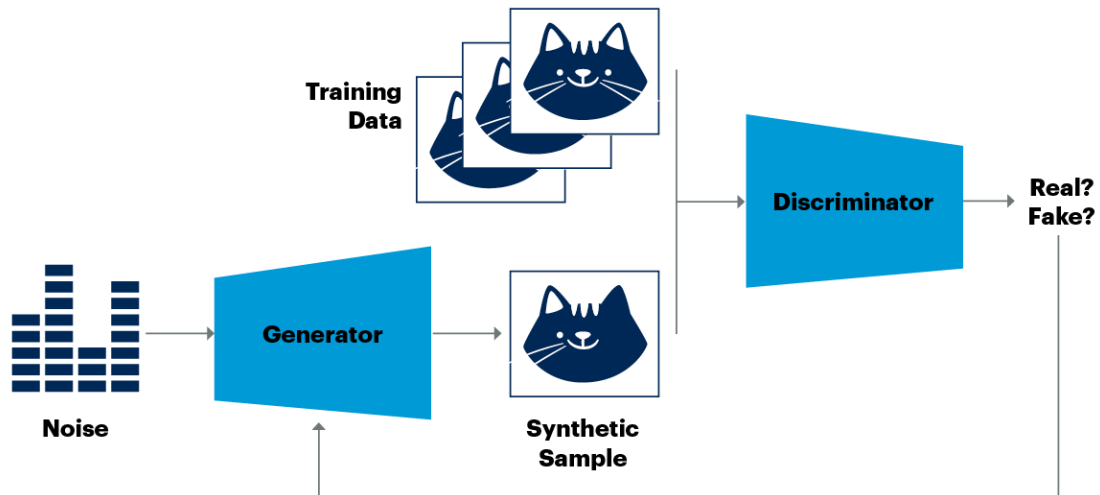 Training
Data
Discriminator
Real?
Fake?
Generator
Noise
Synthetic
Sample